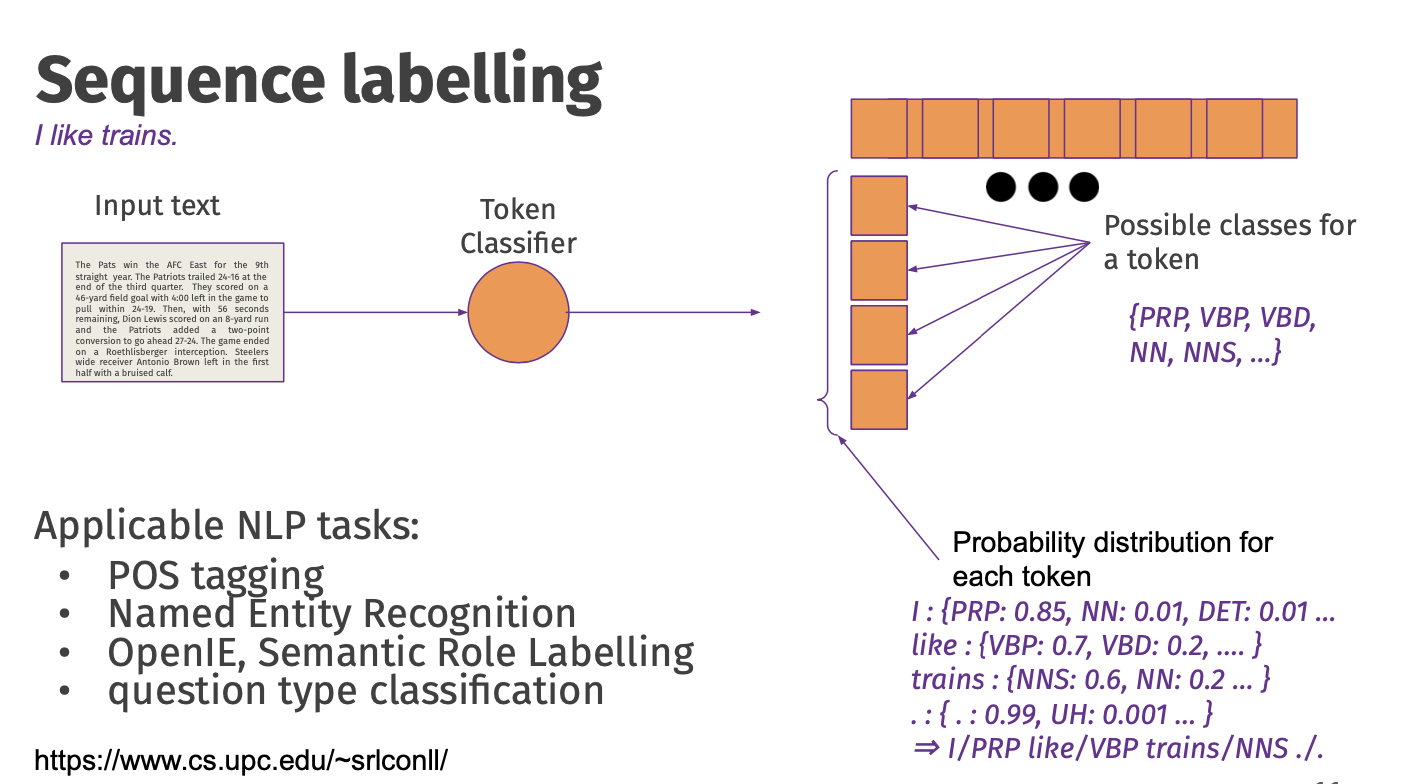 Sequence labelling
I like trains.
Input text
The Pats win the AFC East for the 9th
straight year. The Patriots trailed 24-16 at the
end of the third quarter. They scored on a
46-yard field goal with 4:00 left in the game to
pull within 24-19. Then, with 56 seconds
remaining, Dion Lewis scored on an 8-yard run
and the Patriots added a two-point
conversion to go ahead 27-24. The game ended
on a Roethlisberger interception. Steelers
wide receiver Antonio Brown left in the first
half with a bruised calf.
Token
Classifier
Possible classes for
a token
{PRP, VBP, VBD,
NN, NNS, ...}
Probability distribution for
each token
I : {PRP: 0.85, NN: 0.01, DET: 0.01 ...
like : {VBP: 0.7, VBD: 0.2, .... }
trains : {NNS: 0.6, NN: 0.2 ... }
. : { . : 0.99, UH: 0.001 ... }
⇒ I/PRP like/VBP trains/NNS ./.
Applicable NLP tasks:
• POS tagging
• Named Entity Recognition
• OpenIE, Semantic Role Labelling
• question type classification
https://www.cs.upc.edu/~srlconll/